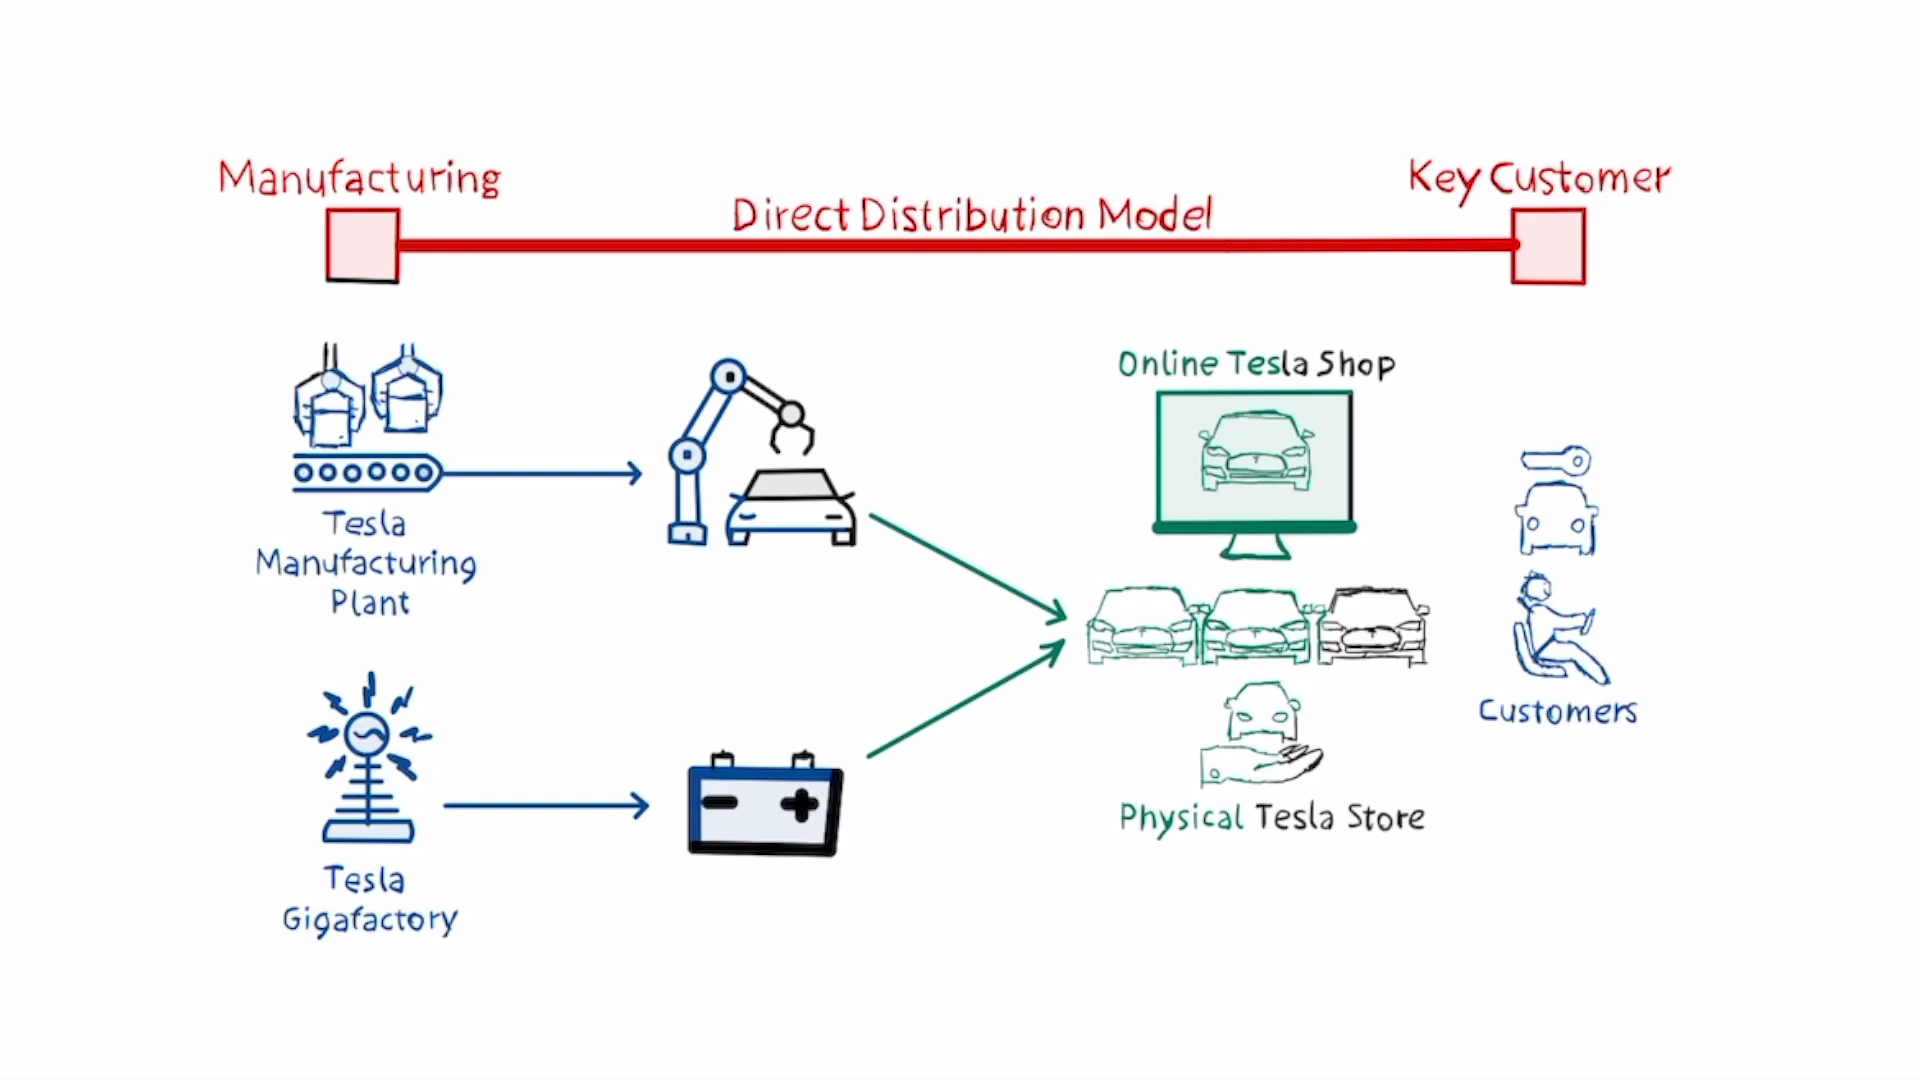 Manufacturing
Direct Distribution Model
Key Customer
Online Tesla Shop
Tesla
Manufacturing
Plant
Customers
Physical Tesla Store
Tesla
Gigafactory